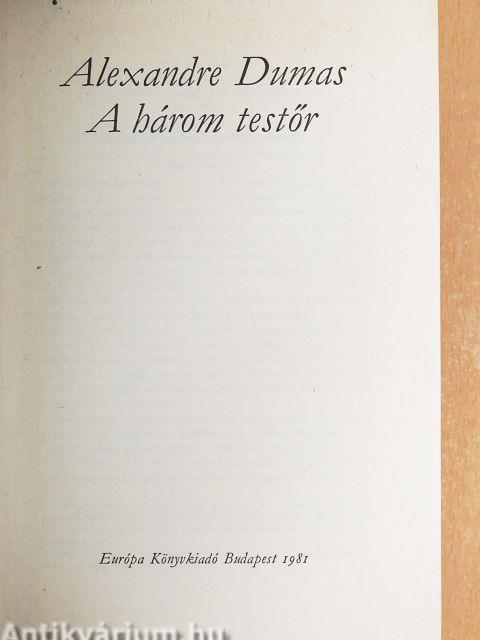 Alexandre Dumas
A három testőr
Európa Könyvkiadó Budapest 1981
Antikvárium.hu